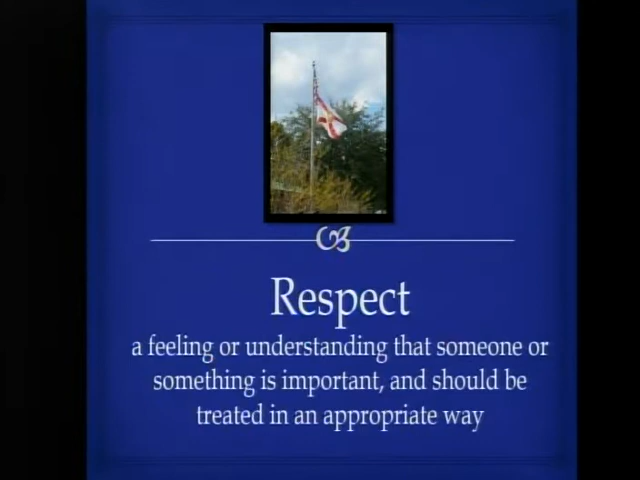 Respect
a feeling or understanding that someone or
something is important, and should be
treated in an appropriate way